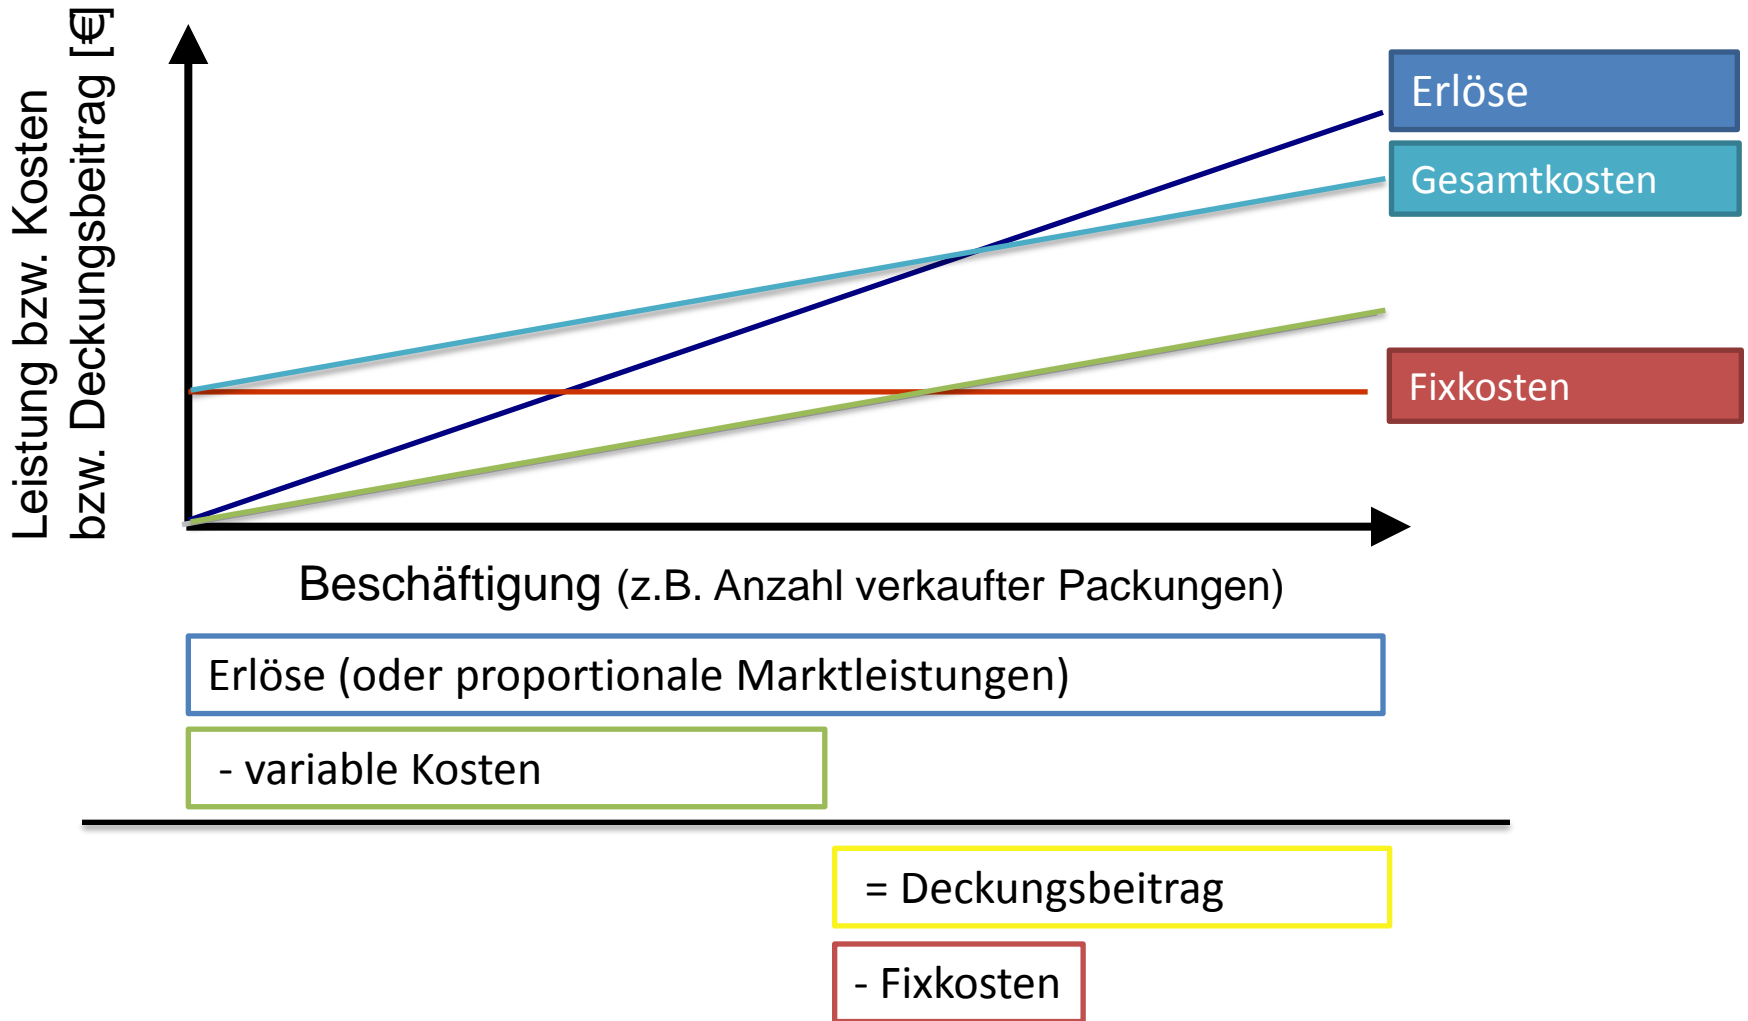 Leistung bzw. Kosten
bzw. Deckungsbeitrag [€]
Erlöse
Gesamtkosten
Fixkosten
Beschäftigung (z.B. Anzahl verkaufter Packungen)
Erlöse (oder proportionale Marktleistungen)
- variable Kosten
= Deckungsbeitrag
- Fixkosten